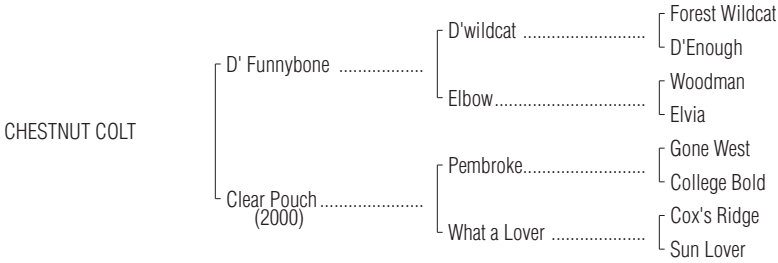 Forest Wildcat
D'wildcat ..........................
D'Enough
D' Funnybone ..................
Woodman
Elbow................................
Elvia
CHESTNUT COLT
Gone West
Pembroke..........................
College Bold
Clear Pouch......................
(2000)
Cox's Ridge
What a Lover ....................
Sun Lover